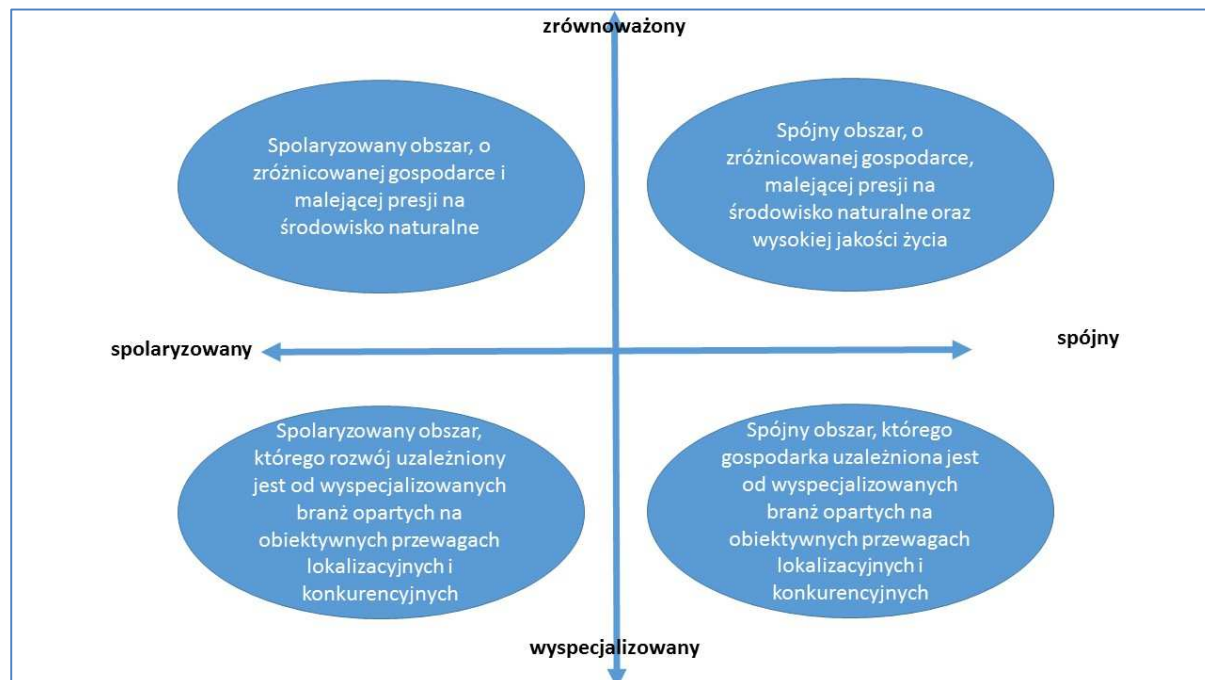 zrównoważony
Spolaryzowany obszar, o
zróżnicowanej gospodarce i
malejącej presji na
środowisko naturalne
Spójny obszar, o
zróżnicowanej gospodarce,
malejącej presji na
środowisko naturalne oraz
wysokiej jakości życia
spolaryzowany
spójny
Spolaryzowany obszar,
którego rozwój uzależniony
jest od wyspecjalizowanych
branż opartych na
obiektywnych przewagach
lokalizacyjnych i
konkurencyjnych
Spójny obszar, którego
gospodarka uzależniona jest
od wyspecjalizowanych
branż opartych na
obiektywnych przewagach
lokalizacyjnych i
konkurencyjnych
wyspecjalizowany